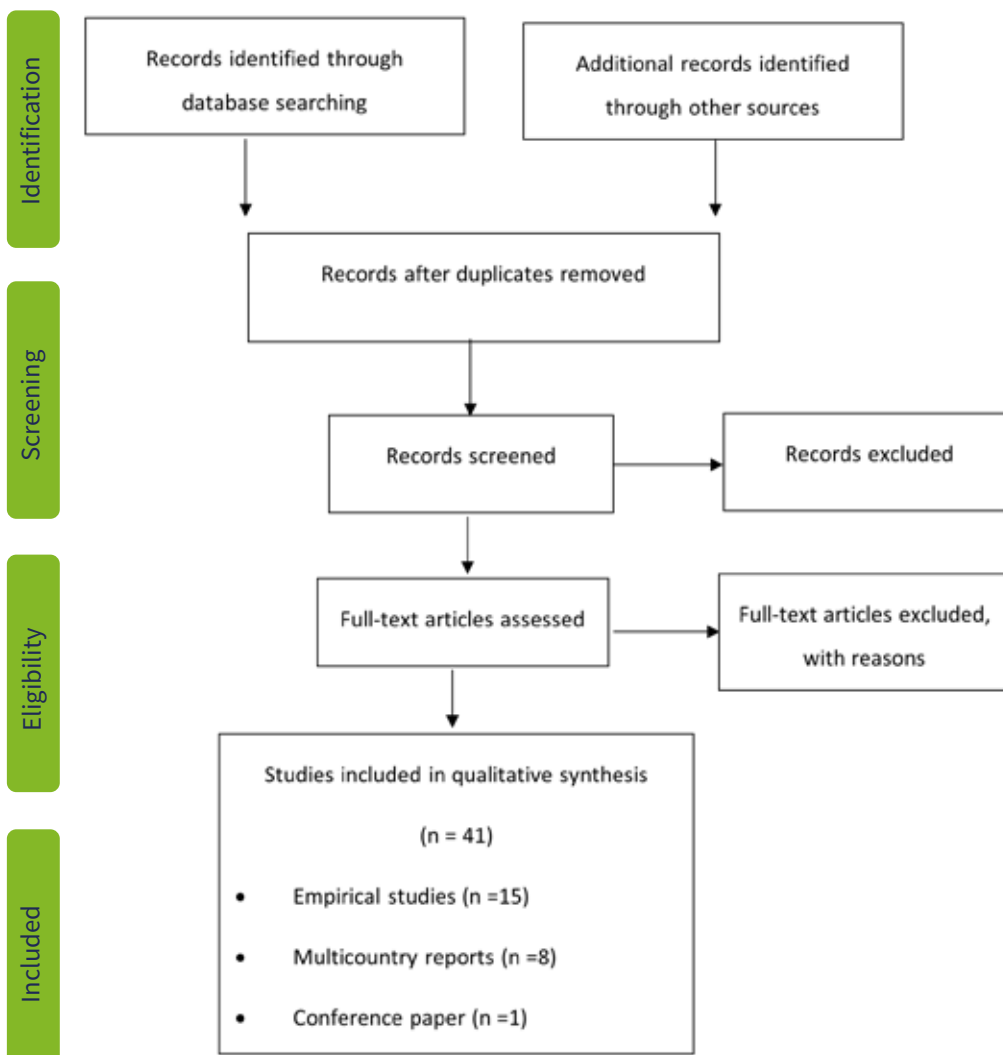 Identification
Records identified through
database searching
Additional records identified
through other sources
Screening
Records after duplicates removed
Records screened
Records excluded
Eligibility
Full-text articles assessed
Full-text articles excluded,
with reasons
Included
Studies included in qualitative synthesis
(n = 41)
• Empirical studies (n =15)
• Multicountry reports (n =8)
• Conference paper (n =1)